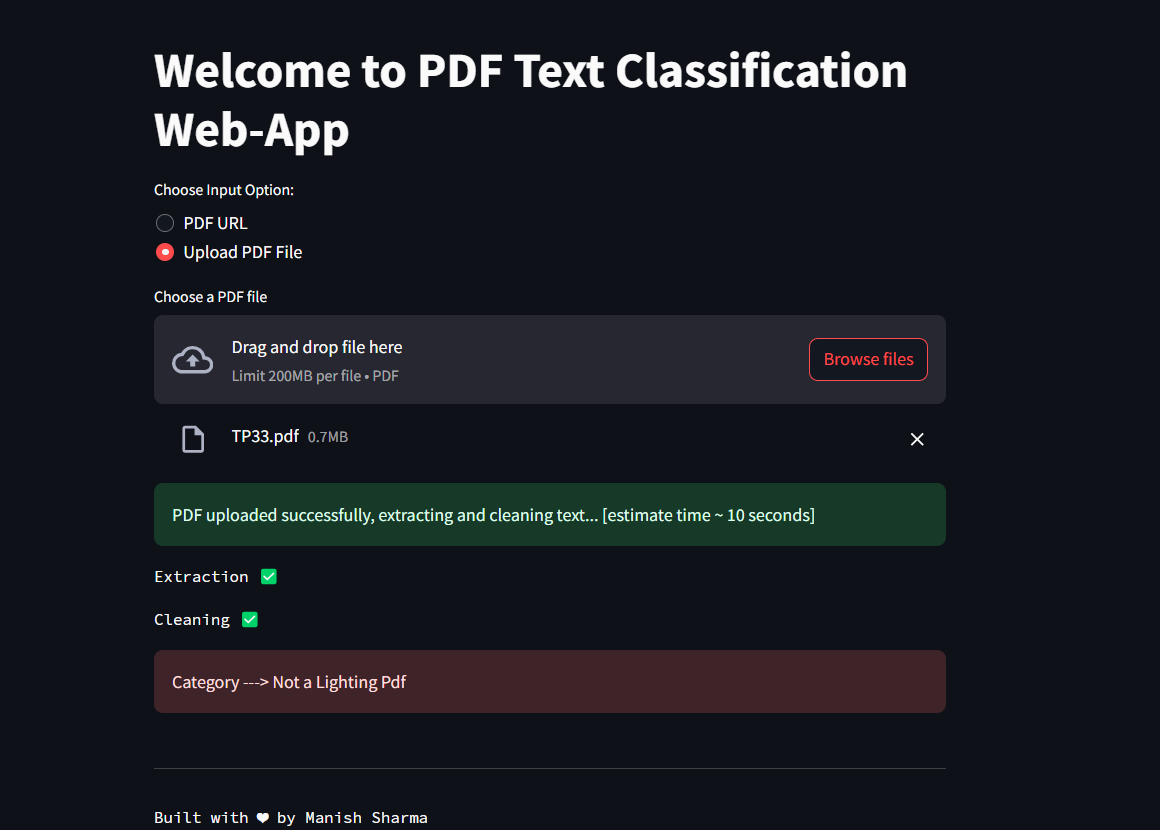 Welcome to PDF Text Classification
Web-App
Choose Input Option:
PDF URL
Upload PDF File
Choose a PDF file
Drag and drop file here
Limit 200MB per file • PDF
Browse files
TP33.pdf 0.7MB
PDF uploaded successfully, extracting and cleaning text... [estimate time ~ 10 seconds]
Extraction ✅
Cleaning ✅
Category ---> Not a Lighting Pdf
Built with ❤ by Manish Sharma